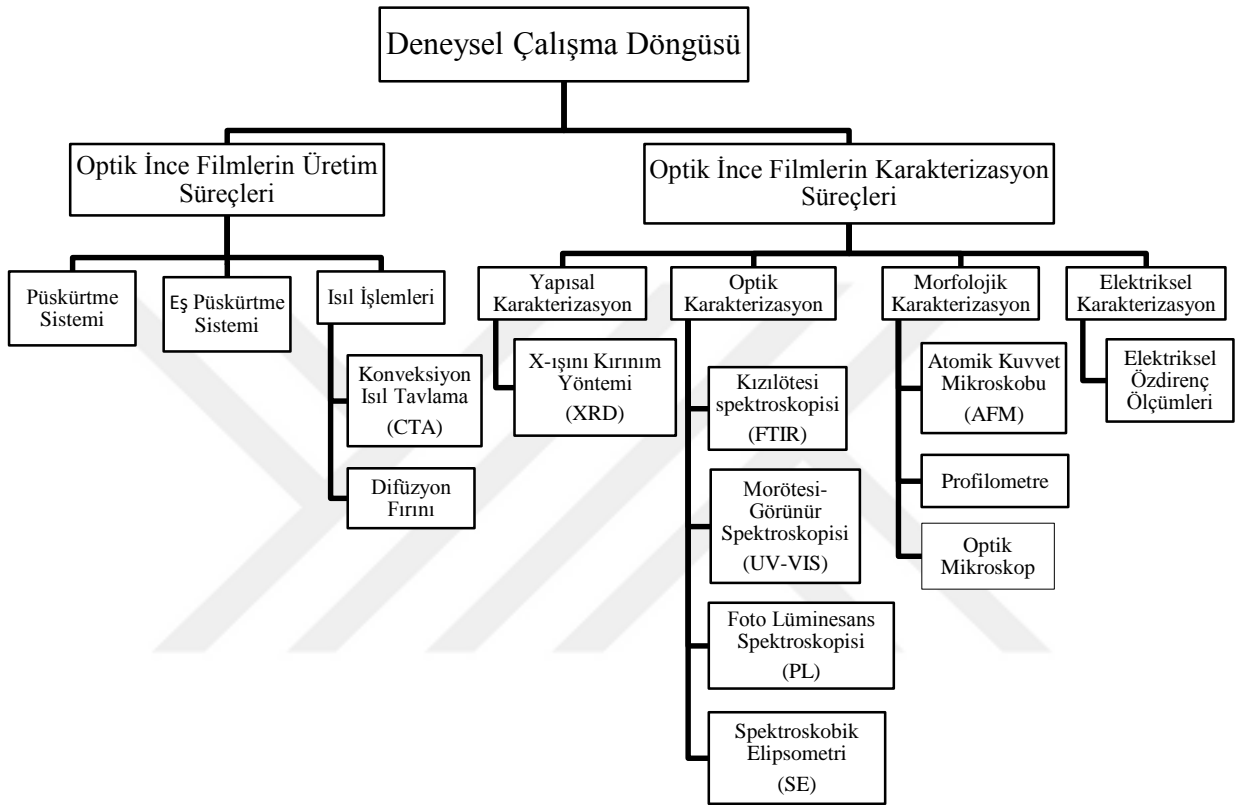 Deneysel Çalışma Döngüsü
Optik İnce Filmlerin Üretim
Süreçleri
Püskürtme
Sistemi
Eş Püskürtme
Sistemi
Isıl İşlemleri
Konveksiyon
Isıl Tavlama
(CTA)
Difüzyon
Fırını
Optik İnce Filmlerin Karakterizasyon
Süreçleri
Yapısal
Karakterizasyon
X-ışını Kırınım
Yöntemi
(XRD)
Optik
Karakterizasyon
Kızılötesi
spektroskopisi
(FTIR)
Morötesi-
Görünür
Spektroskopisi
(UV-VIS)
Foto Lüminesans
Spektroskopisi
(PL)
Spektroskobik
Elipsometri
(SE)
Morfolojik
Karakterizasyon
Atomik Kuvvet
Mikroskobu
(AFM)
Profilometre
Optik
Mikroskop
Elektriksel
Karakterizasyon
Elektriksel
Özdirenç
Ölçümleri